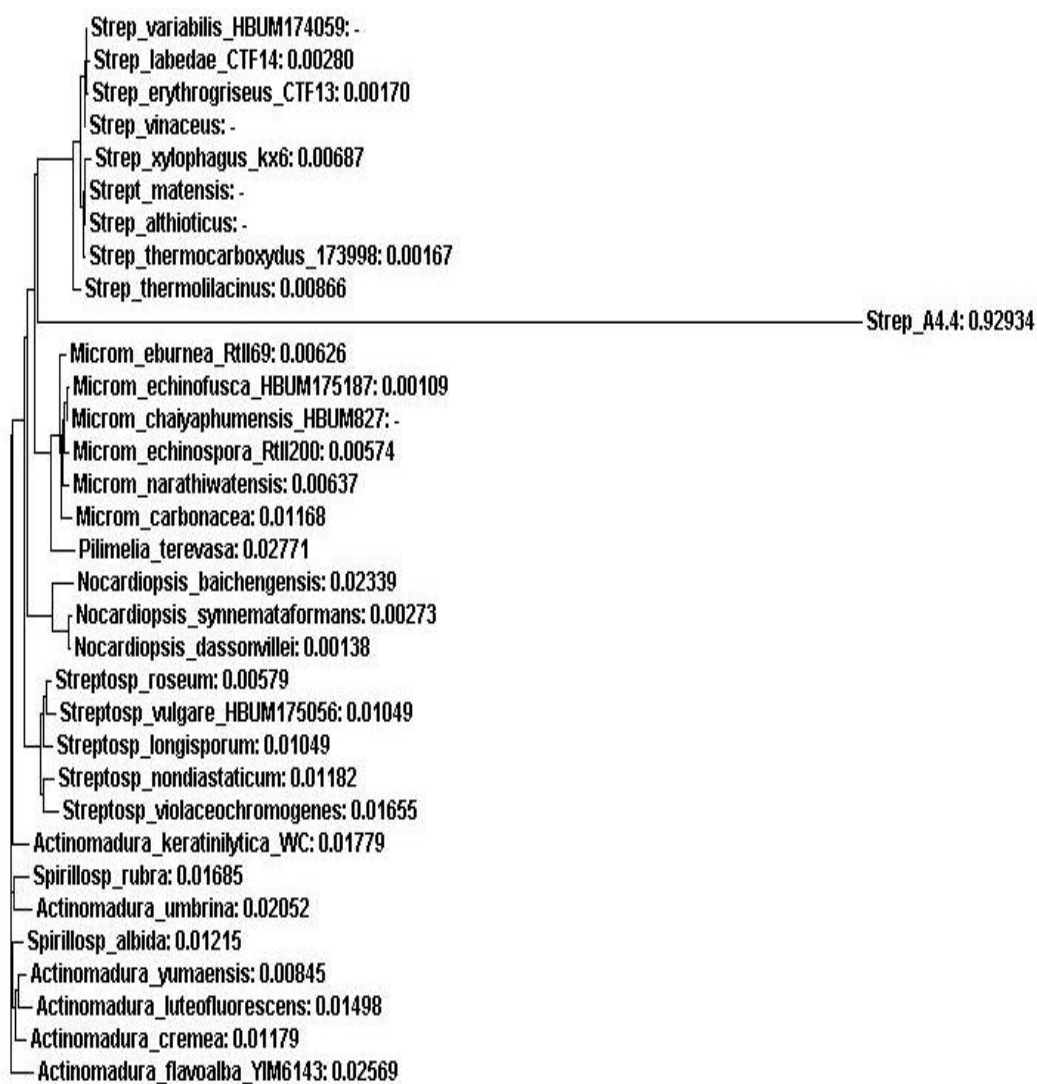 Strep_variabilis_HBUM174059: -
Strep_labedae_CTF14: 0.00280
Strep_erythrogriseus_CTF13: 0.00170
Strep_vinaceus: -
Strep_xylophagus_kx6: 0.00687
Strept_matensis: -
Strep_althioticus: -
Strep_thermocarboxydus_173998: 0.00167
Strep_thermolilacinus: 0.00866
Strep_A4.4: 0.92934
Microm_eburnea_RtII69: 0.00626
Microm_echinofusca_HBUM175187: 0.00109
Microm_chaiyaphumensis_HBUM827: -
Microm_echinospora_RtII200: 0.00574
Microm_narathiwatensis: 0.00637
Microm_carbonacea: 0.01168
Pilimelia_terevasa: 0.02771
Nocardiopsis_baichengensis: 0.02339
Nocardiopsis_synnemataformans: 0.00273
Nocardiopsis_dassonvillei: 0.00138
Streptosp_roseum: 0.00579
Streptosp_vulgare_HBUM175056: 0.01049
Streptosp_longisporum: 0.01049
Streptosp_nondiastaticum: 0.01182
Streptosp_violaceochromogenes: 0.01655
Actinomadura_keratinilytica_WC: 0.01779
Spirillosp_rubra: 0.01685
Actinomadura_umbrina: 0.02052
Spirillosp_albida: 0.01215
Actinomadura_yumaensis: 0.00845
Actinomadura_luteofluorescens: 0.01498
Actinomadura_cremea: 0.01179
Actinomadura_flavoalba_YIM6143: 0.02569